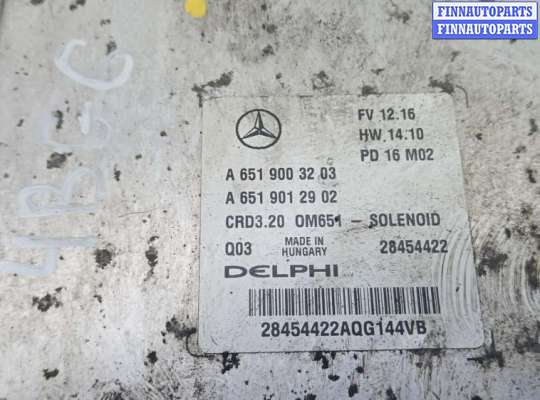 FINNAUTOPARTS
FINNAUTOPARTS
FV 12.16
HW 14.10
PD 16 M02
A 651 900 32 03
A 651 901 29 02
CRD3.20 OM651 - SOLENOID
Q03 MADE IN HUNGARY 28454422
DELPHI
28454422AQG144VB